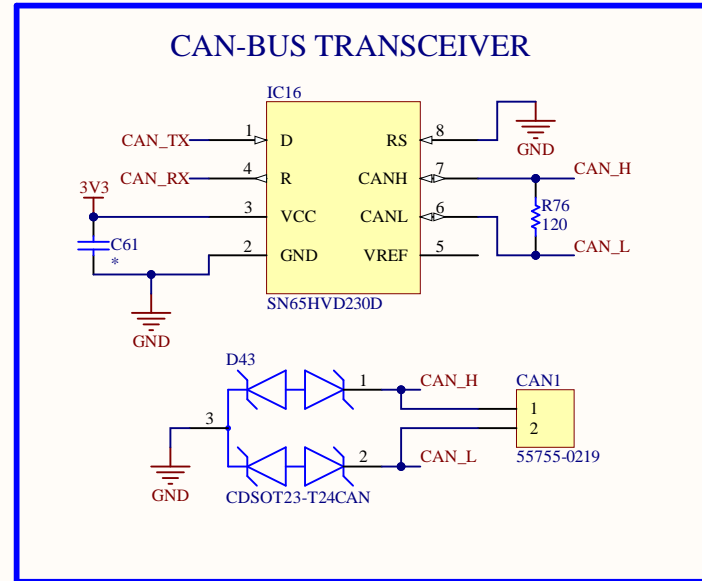 CAN-BUS TRANSCEIVER
IC16
CAN_TX 1 D RS 8 GND
CAN_RX 4 R CANH 7 CAN_H
3V3 3 VCC CANL 6 R76
120
C61
*
2 GND VREF 5 CAN_L
GND
SN65HVD230D
D43
1 CAN_H CAN1
1
3 2
2 CAN_L 55755-0219
GND
CDSOT23-T24CAN